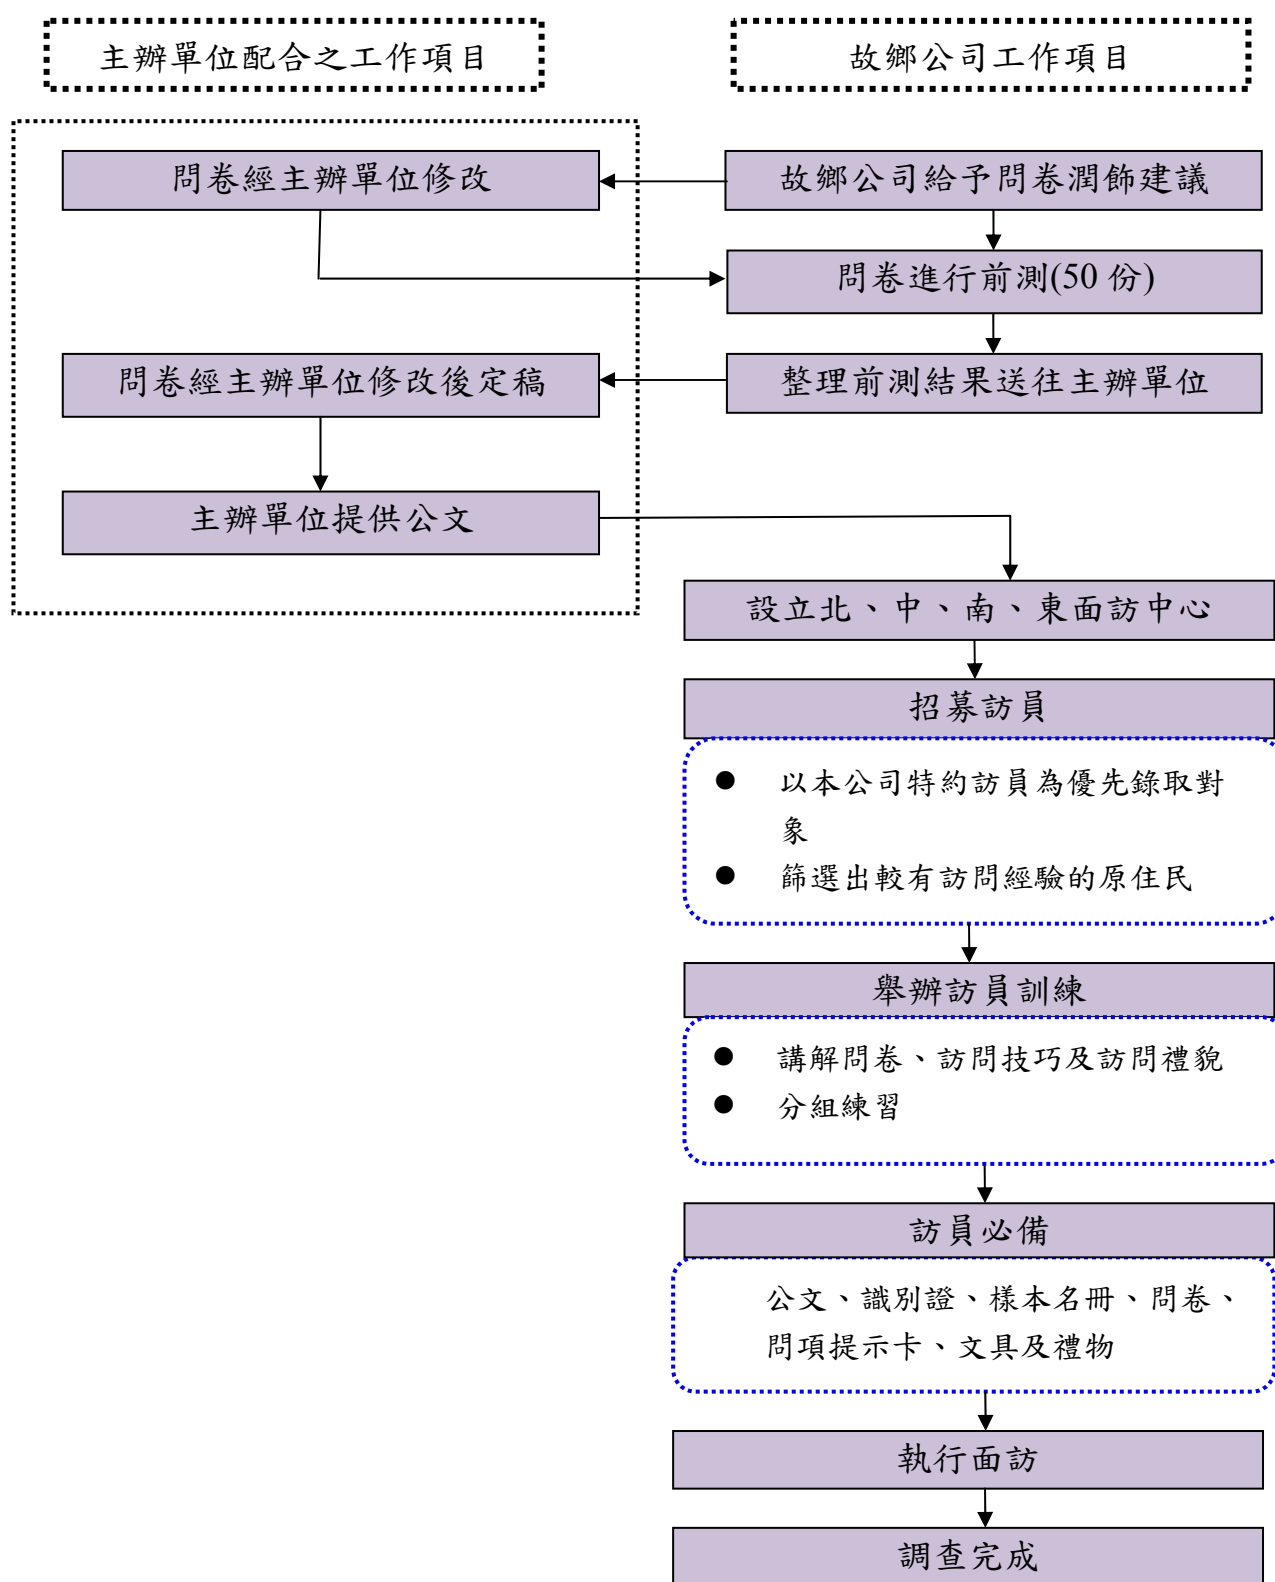 主辦單位配合之工作項目
故鄉公司工作項目
問卷經主辦單位修改
故鄉公司給予問卷潤飾建議
問卷進行前測(50 份)
問卷經主辦單位修改後定稿
整理前測結果送往主辦單位
主辦單位提供公文
設立北、中、南、東面訪中心
招募訪員
● 以本公司特約訪員為優先錄取對
象
● 篩選出較有訪問經驗的原住民
舉辦訪員訓練
● 講解問卷、訪問技巧及訪問禮貌
● 分組練習
訪員必備
公文、識別證、樣本名冊、問卷、
問項提示卡、文具及禮物
執行面訪
調查完成